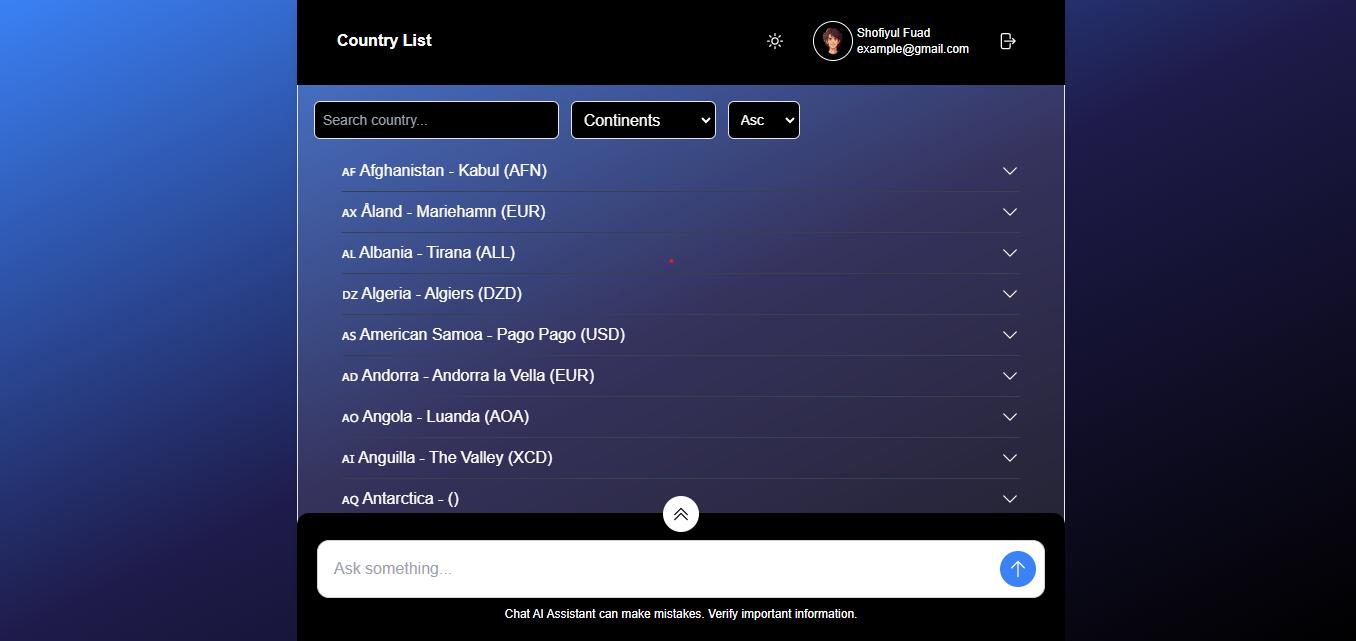 Country List
Shofiyul Fuad
example@gmail.com
Search country...
Continents
Asc
AF Afghanistan - Kabul (AFN)
AX Åland - Mariehamn (EUR)
AL Albania - Tirana (ALL)
DZ Algeria - Algiers (DZD)
AS American Samoa - Pago Pago (USD)
AD Andorra - Andorra la Vella (EUR)
AO Angola - Luanda (AOA)
AI Anguilla - The Valley (XCD)
AQ Antarctica - ()
Ask something...
Chat AI Assistant can make mistakes. Verify important information.